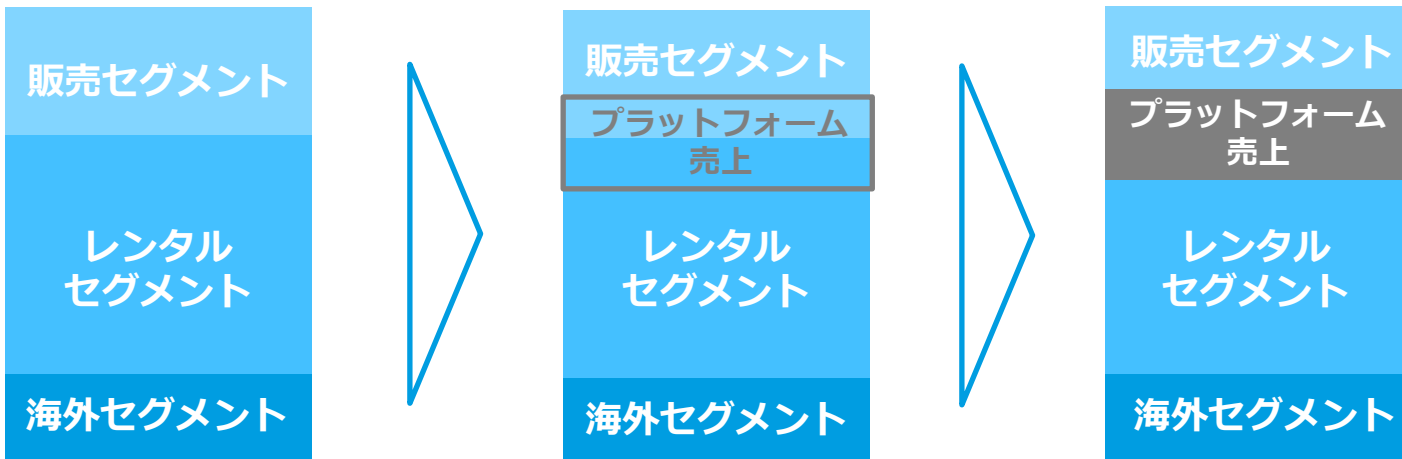 販売セグメント
レンタル
セグメント
海外セグメント
販売セグメント
プラットフォーム
売上
レンタル
セグメント
海外セグメント
販売セグメント
プラットフォーム
売上
レンタル
セグメント
海外セグメント